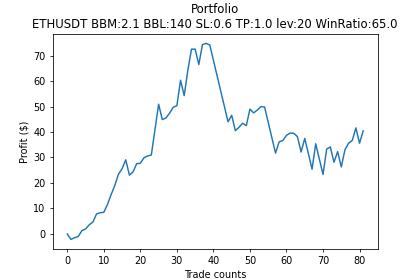 Portfolio
ETHUSDT BBM:2.1 BBL:140 SL:0.6 TP:1.0 lev:20 WinRatio:65.0
70
60
50
40
30
20
10
0
Profit ($)
0 10 20 30 40 50 60 70 80
Trade counts